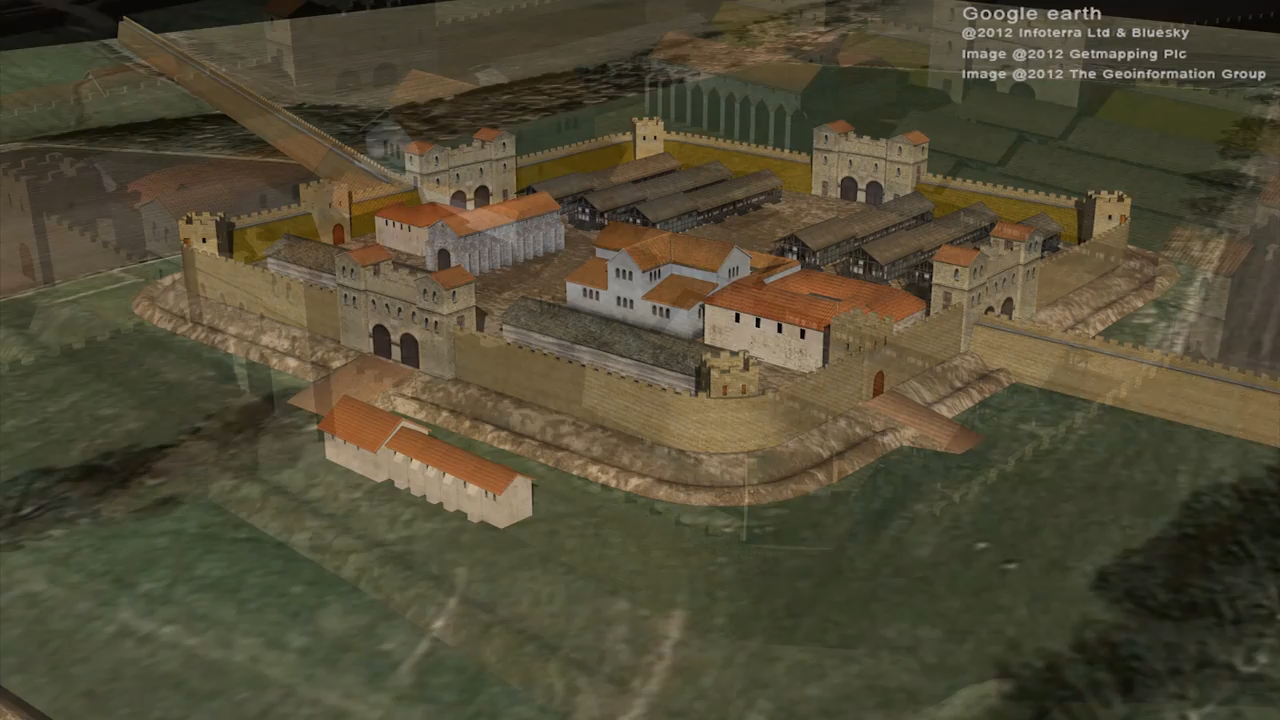 Google earth
@2012 Infoterra Ltd & Bluesky
Image @2012 Getmapping Plc
Image @2012 The Geoinformation Group